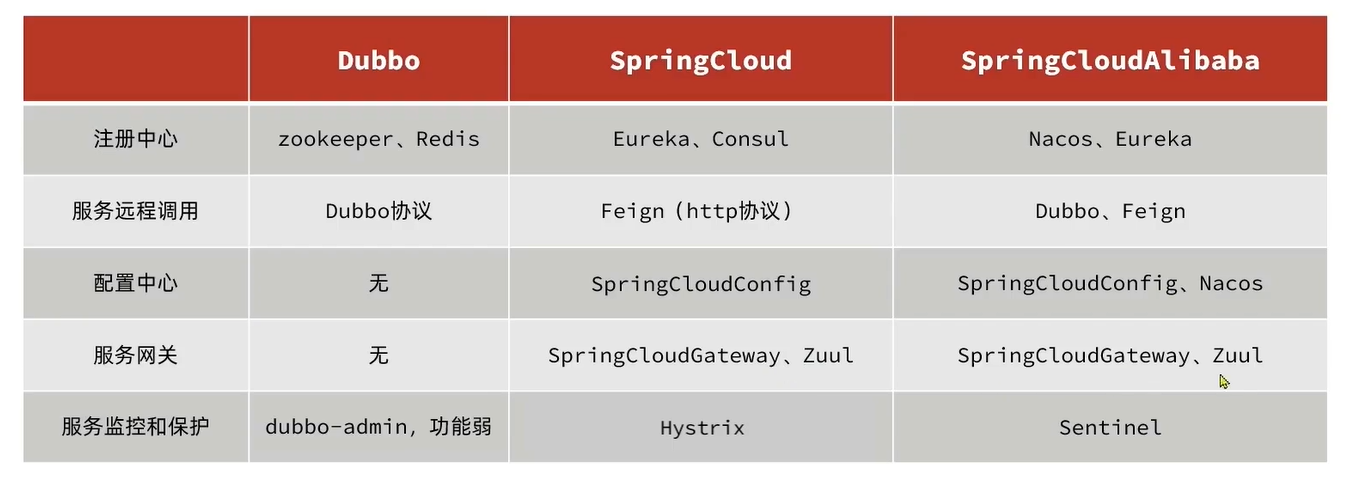 Dubbo SpringCloud SpringCloudAlibaba
注册中心 zookeeper、Redis Eureka、Consul Nacos、Eureka
服务远程调用 Dubbo协议 Feign（http协议） Dubbo、Feign
配置中心 无 SpringCloudConfig SpringCloudConfig、Nacos
服务网关 无 SpringCloudGateway、Zuul SpringCloudGateway、Zuul
服务监控和保护 dubbo-admin，功能弱 Hystrix Sentinel